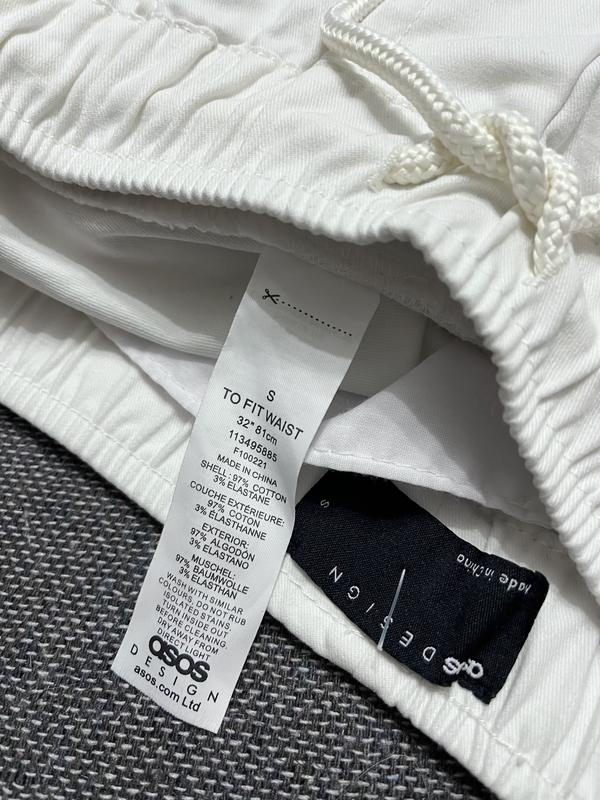 S
TO FIT WAIST
32" 81cm
113495885
F100221
MADE IN CHINA
SHELL: 97% COTTON
3% ELASTANE
COUCHE EXTÉRIEURE:
97% COTON
3% ÉLASTHANNE
EXTERIOR:
97% ALGODÓN
3% ELASTANO
MUSCHEL:
97% BAUMWOLLE
3% ELASTHAN
WASH WITH SIMILAR
COLOURS, DO NOT RUB
ISOLATED STAINS,
TURN INSIDE OUT
BEFORE CLEANING.
DRY AWAY FROM
DIRECT LIGHT
asos
DESIGN
asos.com Ltd
asos DESIGN
made in china
S